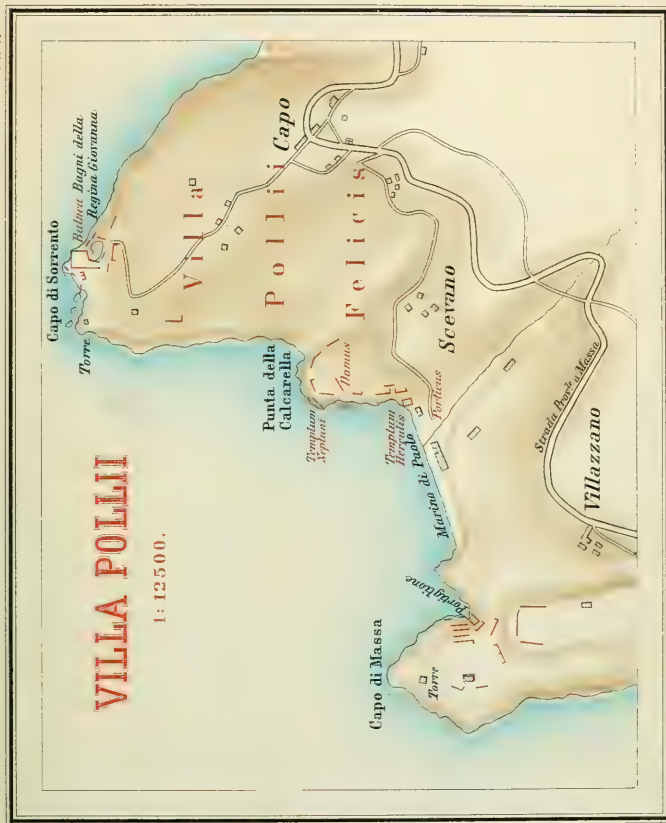 VILLA POLLII
1:12500.
Capo di Sorrento
Torre
Balnea Bagni della
Regina Giovanna
Villa
Pollii
Felicis
Capo
Punta della
Calcarella
Templum
Neptuni
Domus
Templum
Herculis
Porticus
Scevano
Marina di Puolo
Strada Prov.le a Massa
Villazzano
Portiglione
Capo di Massa
Torre